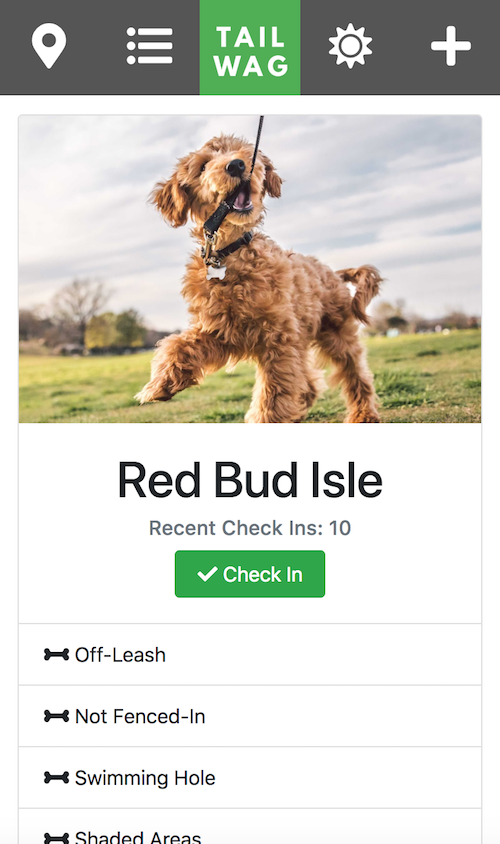 TAIL
WAG
Red Bud Isle
Recent Check Ins: 10
Check In
Off-Leash
Not Fenced-In
Swimming Hole
Shaded Areas